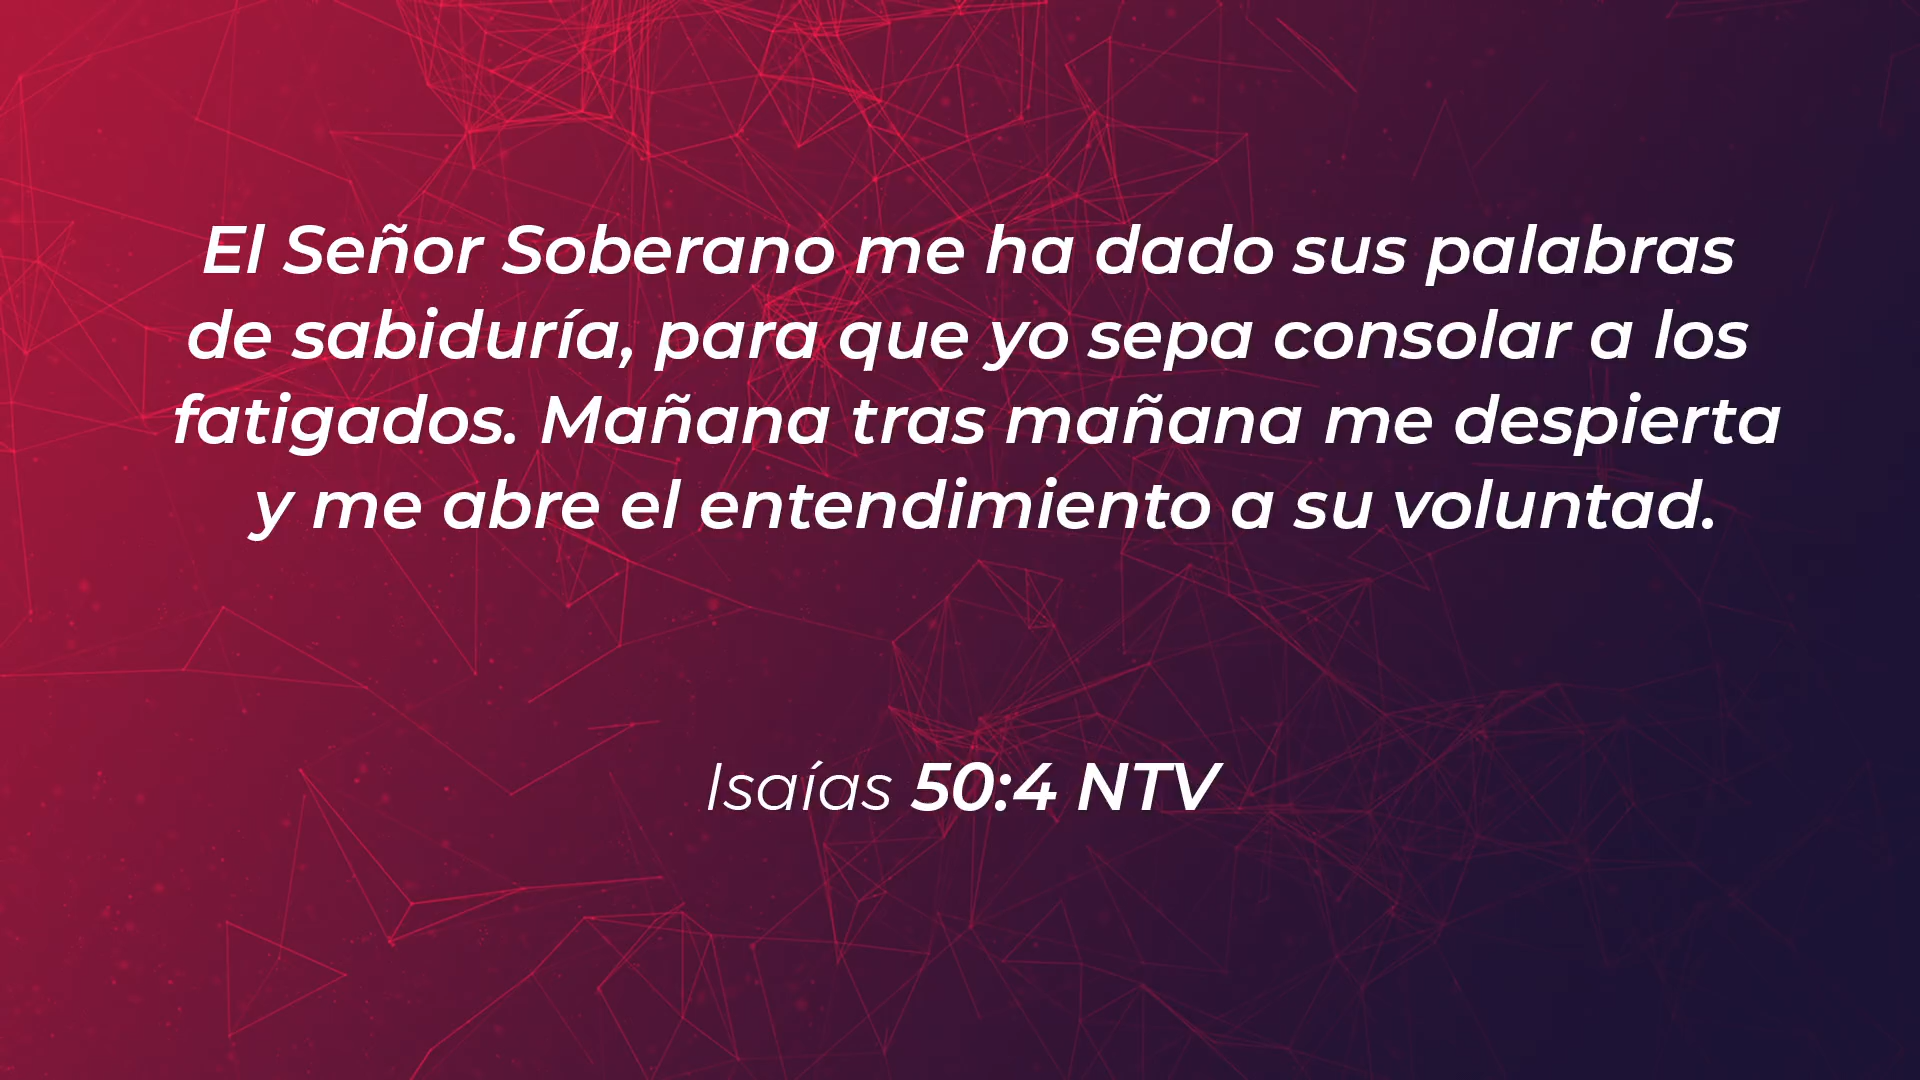 El Señor Soberano me ha dado sus palabras
de sabiduría, para que yo sepa consolar a los
fatigados. Mañana tras mañana me despierta
y me abre el entendimiento a su voluntad.
Isaías 50:4 NTV